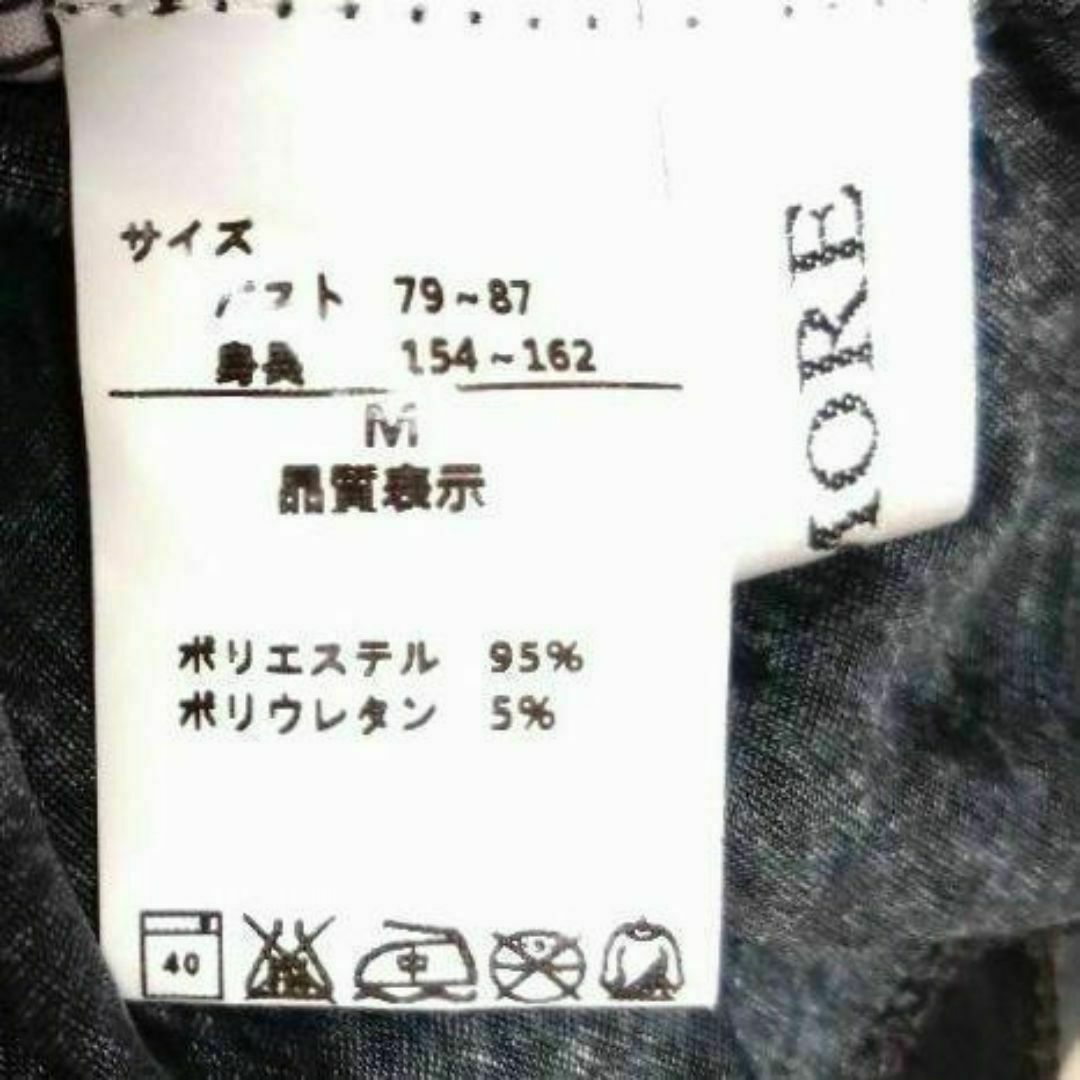 サイズ
バスト 79~87
身長 154~162
M
品質表示
ポリエステル 95%
ポリウレタン 5%
40
中